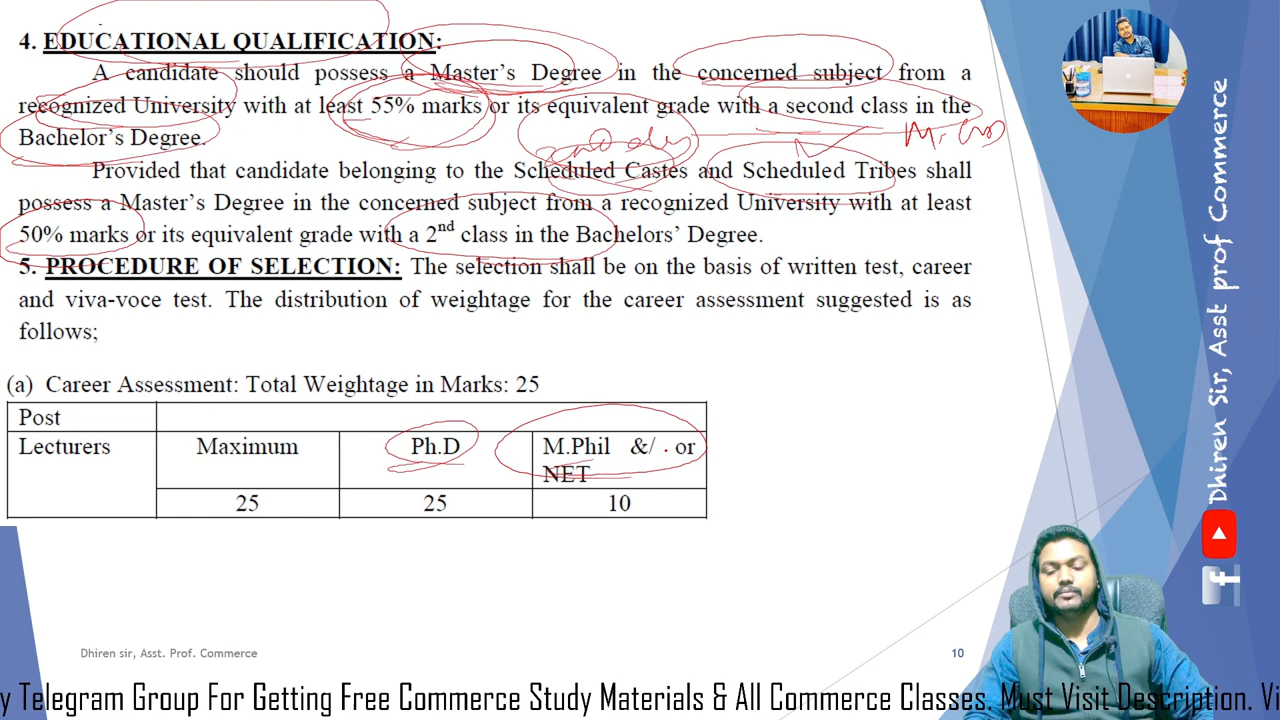 4. EDUCATIONAL QUALIFICATION:
A candidate should possess a Master's Degree in the concerned subject from a
recognized University with at least 55% marks or its equivalent grade with a second class in the
Bachelor's Degree.
Provided that candidate belonging to the Scheduled Castes and Scheduled Tribes shall
possess a Master's Degree in the concerned subject from a recognized University with at least
50% marks or its equivalent grade with a 2nd class in the Bachelors' Degree.
5. PROCEDURE OF SELECTION: The selection shall be on the basis of written test, career
and viva-voce test. The distribution of weightage for the career assessment suggested is as
follows;
(a) Career Assessment: Total Weightage in Marks: 25
Post
Lecturers Maximum Ph.D M.Phil &/ or
NET
25 25 10
Dhiren Sir, Asst prof Commerce
f
Dhiren sir, Asst. Prof. Commerce 10
y Telegram Group For Getting Free Commerce Study Materials & All Commerce Classes. Must Visit Description. Vi